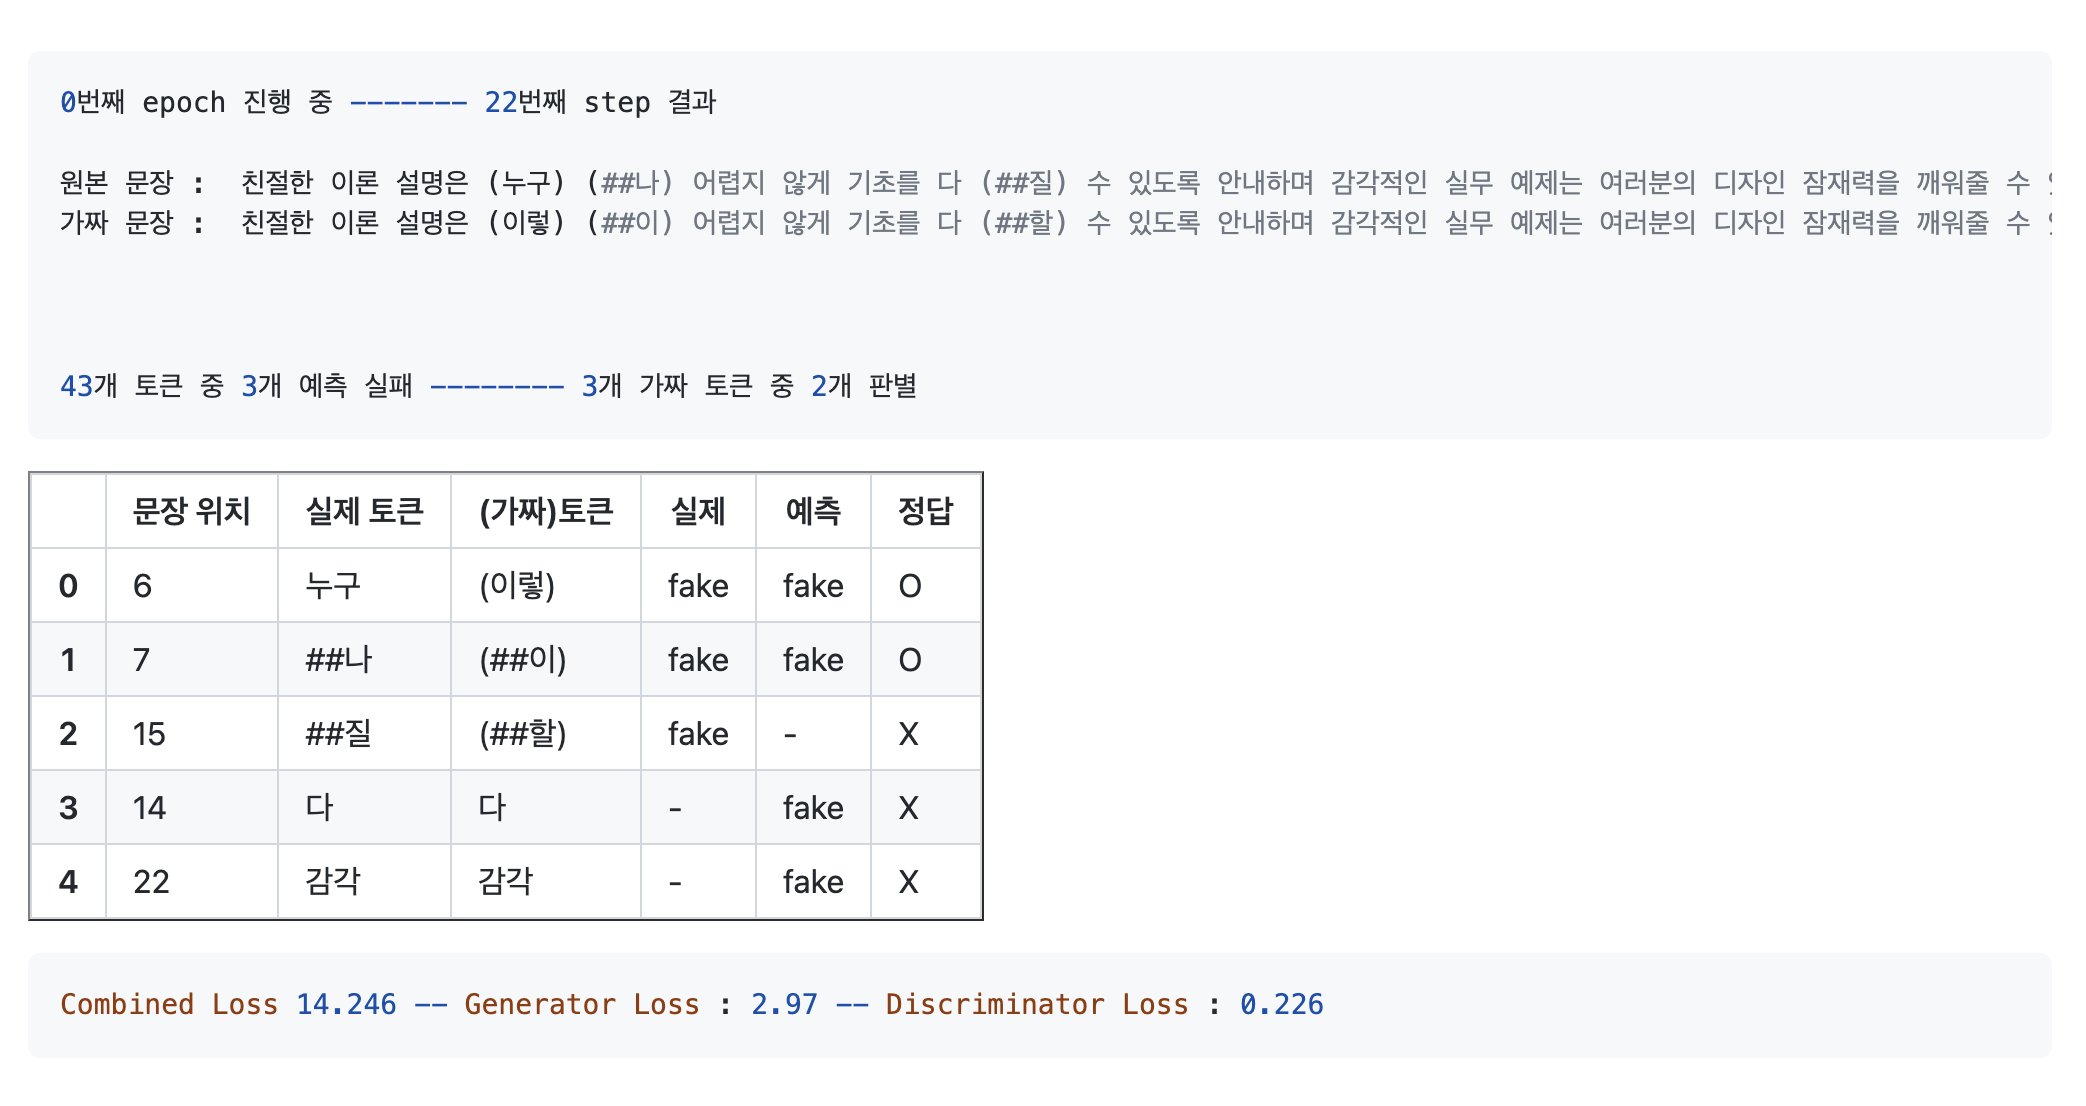 0번째 epoch 진행 중 ------- 22번째 step 결과
원본 문장 : 친절한 이론 설명은 (누구) (##나) 어렵지 않게 기초를 다 (##질) 수 있도록 안내하며 감각적인 실무 예제는 여러분의 디자인 잠재력을 깨워줄 수
가짜 문장 : 친절한 이론 설명은 (이렇) (##이) 어렵지 않게 기초를 다 (##할) 수 있도록 안내하며 감각적인 실무 예제는 여러분의 디자인 잠재력을 깨워줄 수
43개 토큰 중 3개 예측 실패 -------- 3개 가짜 토큰 중 2개 판별
문장 위치 실제 토큰 (가짜)토큰 실제 예측 정답
0 6 누구 (이렇) fake fake O
1 7 ##나 (##이) fake fake O
2 15 ##질 (##할) fake - X
3 14 다 다 - fake X
4 22 감각 감각 - fake X
Combined Loss 14.246 -- Generator Loss : 2.97 -- Discriminator Loss : 0.226